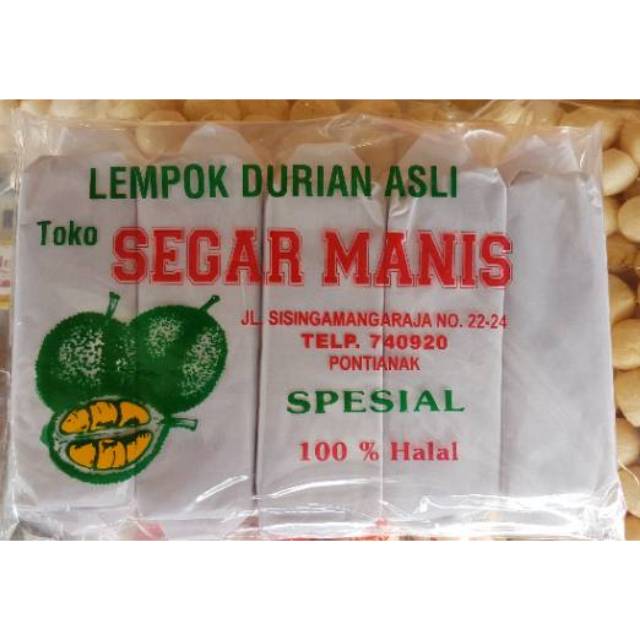 LEMPOK DURIAN ASLI
Toko SEGAR MANIS
JL. SISINGAMANGARAJA NO. 22-24
TELP. 740920
PONTIANAK
SPESIAL
100 % Halal